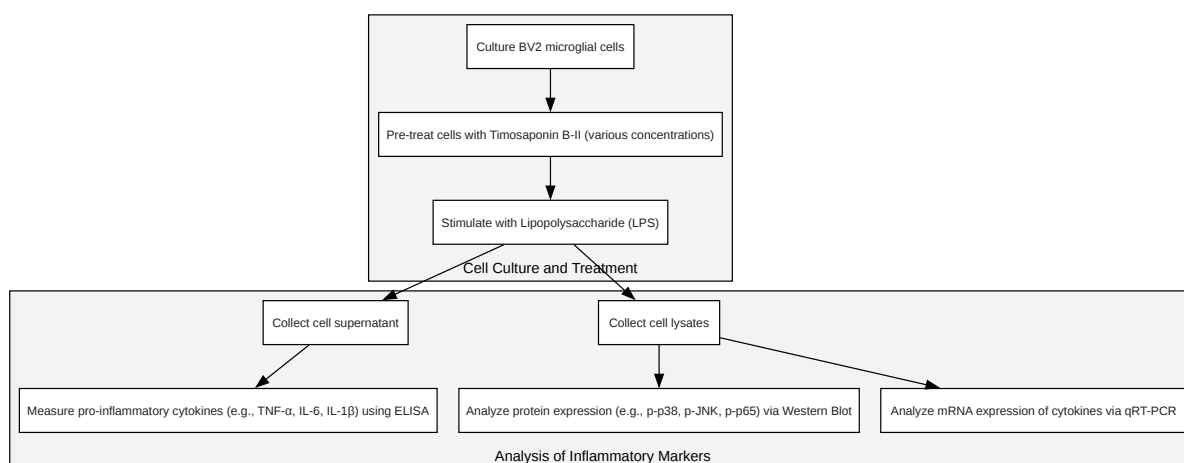 Culture BV2 microglial cells
Pre-treat cells with Timosaponin B-II (various concentrations)
Stimulate with Lipopolysaccharide (LPS)
Cell Culture and Treatment
Collect cell supernatant
Collect cell lysates
Measure pro-inflammatory cytokines (e.g., TNF-α, IL-6, IL-1β) using ELISA
Analyze protein expression (e.g., p-p38, p-JNK, p-p65) via Western Blot
Analyze mRNA expression of cytokines via qRT-PCR
Analysis of Inflammatory Markers